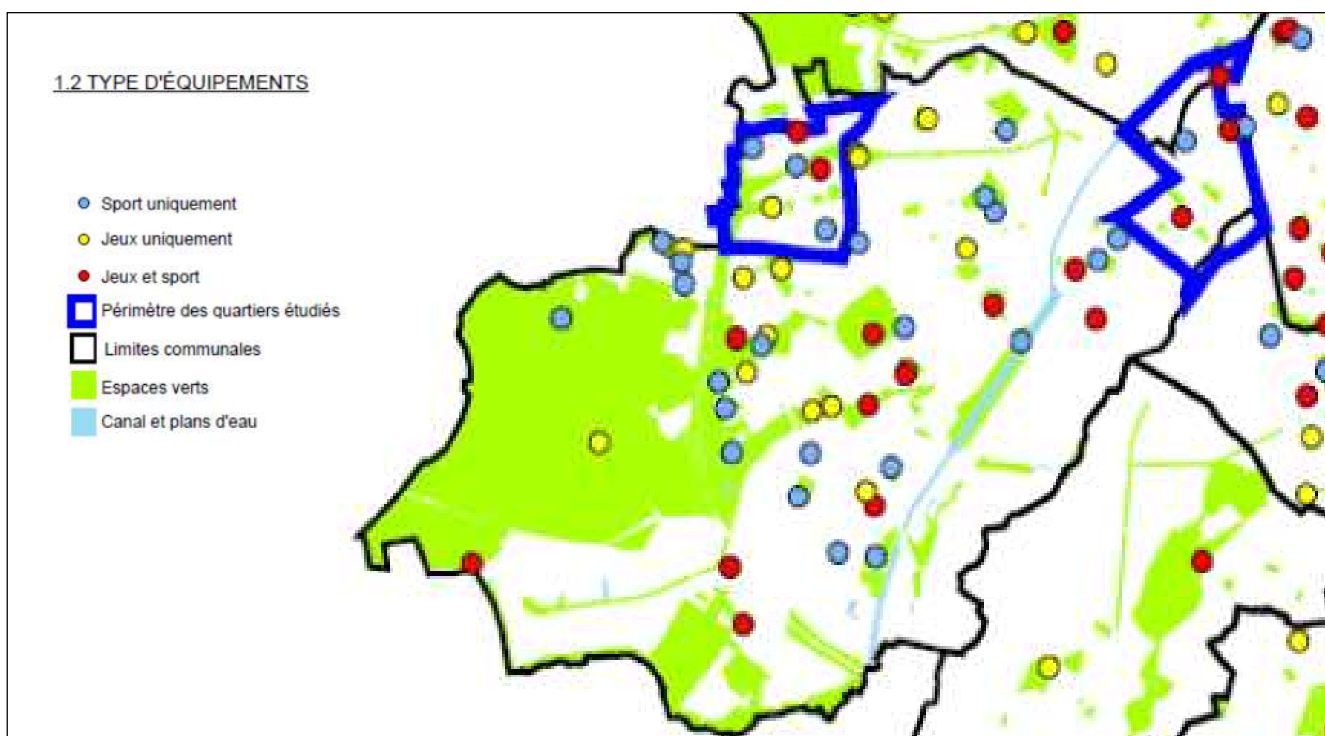 1.2 TYPE D'ÉQUIPEMENTS
Sport uniquement
Jeux uniquement
Jeux et sport
Périmètre des quartiers étudiés
Limites communales
Espaces verts
Canal et plans d'eau